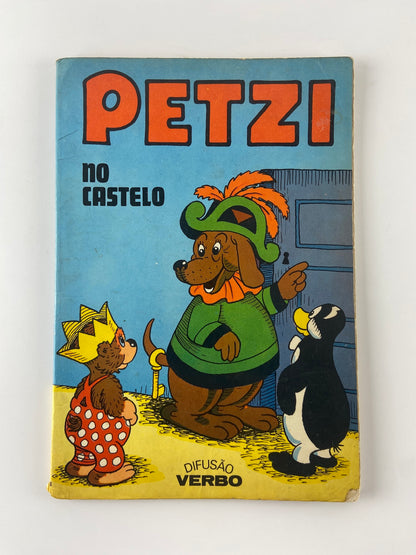 PETZI
NO
CASTELO
DIFUSÃO
VERBO